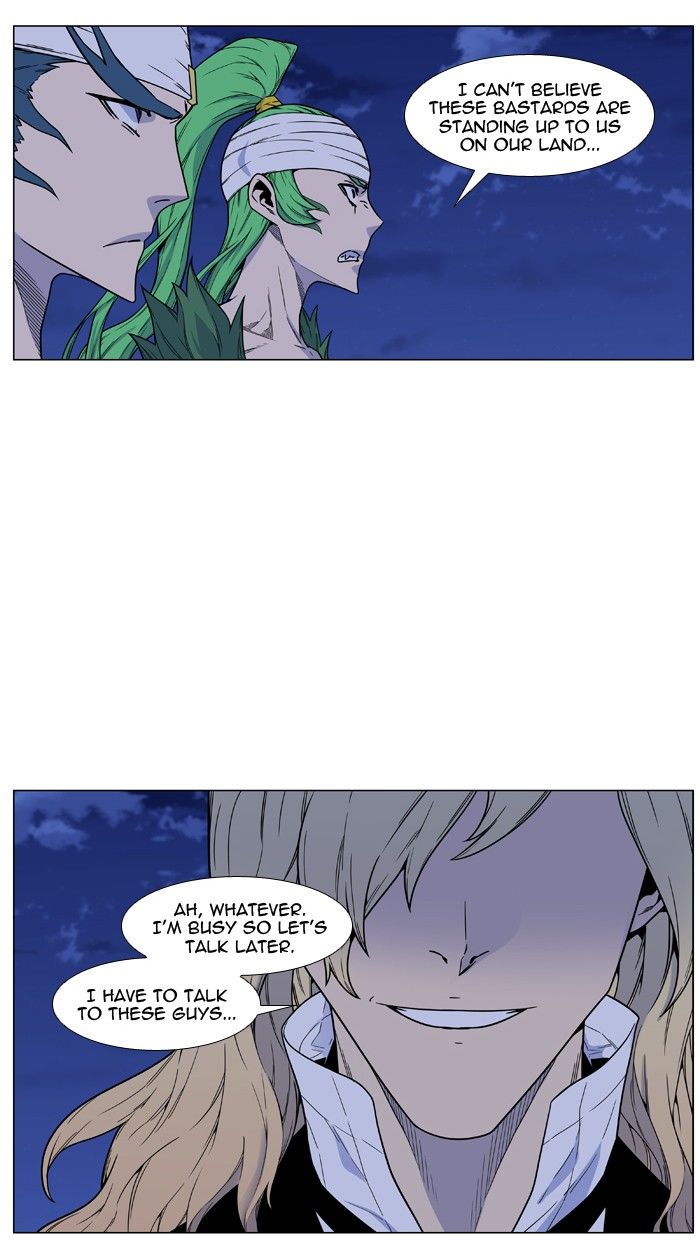 I CAN'T BELIEVE
THESE BASTARDS ARE
STANDING UP TO US
ON OUR LAND...
AH, WHATEVER.
I'M BUSY SO LET'S
TALK LATER.
I HAVE TO TALK
TO THESE GUYS...